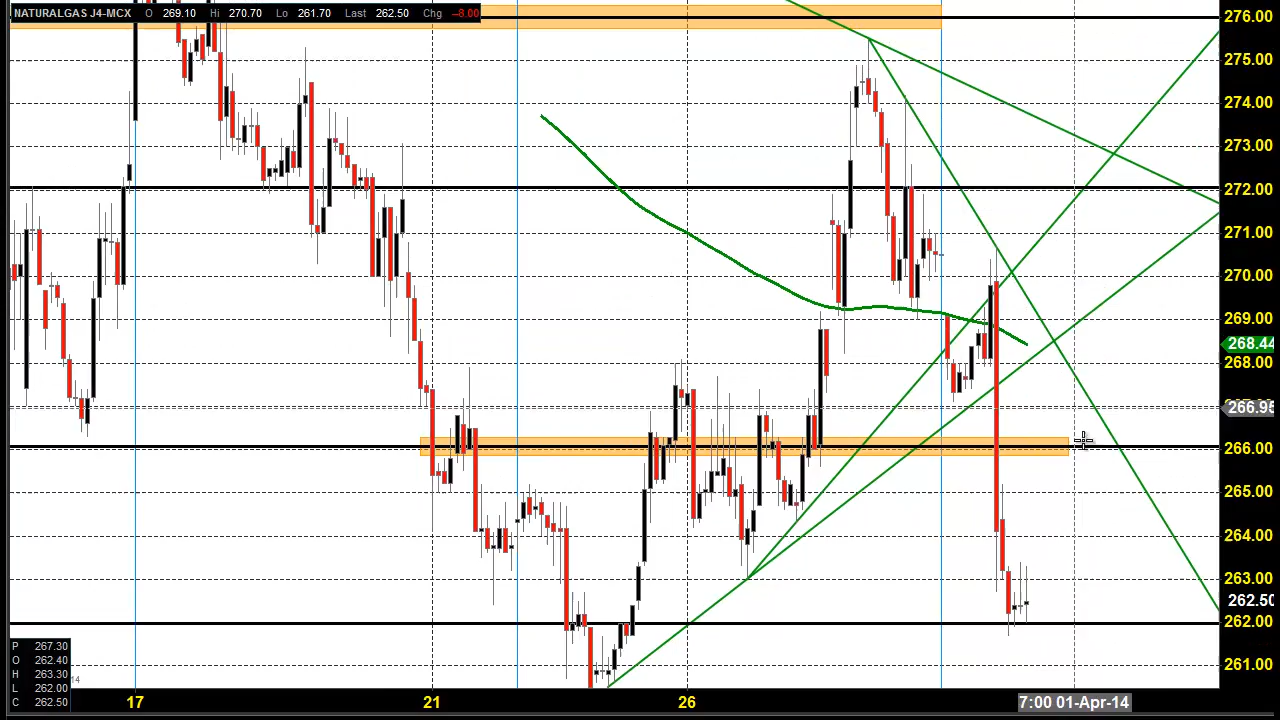 NATURALGAS J4-MCX O 269.10 Hi 270.70 Lo 261.70 Last 262.50 Chg -8.00
276.00
275.00
274.00
273.00
272.00
271.00
270.00
269.00
268.44
268.00
266.95
266.00
265.00
264.00
263.00
262.50
262.00
261.00
P 267.30
O 262.40
H 263.30
L 262.00
C 262.50
14
17 21 26 7:00 01-Apr-14